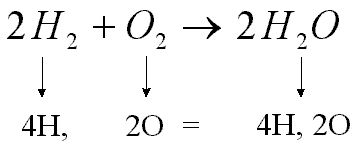 2H₂ + O₂ → 2H₂O
4H, 2O = 4H, 2O